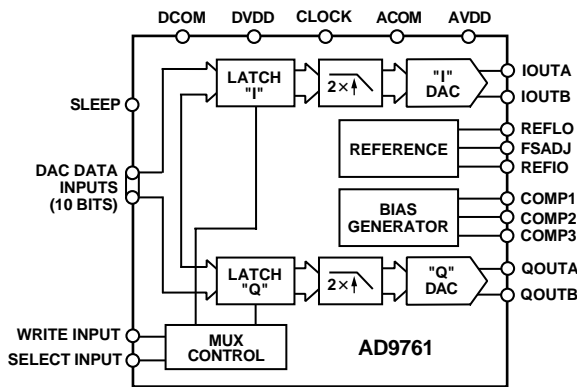 DCOM DVDD CLOCK ACOM AVDD
LATCH
"I"
2×
"I"
DAC
IOUTA
IOUTB
SLEEP
REFERENCE
REFLO
FSADJ
REFIO
DAC DATA
INPUTS
(10 BITS)
BIAS
GENERATOR
COMP1
COMP2
COMP3
LATCH
"Q"
2×
"Q"
DAC
QOUTA
QOUTB
WRITE INPUT
SELECT INPUT
MUX
CONTROL
AD9761